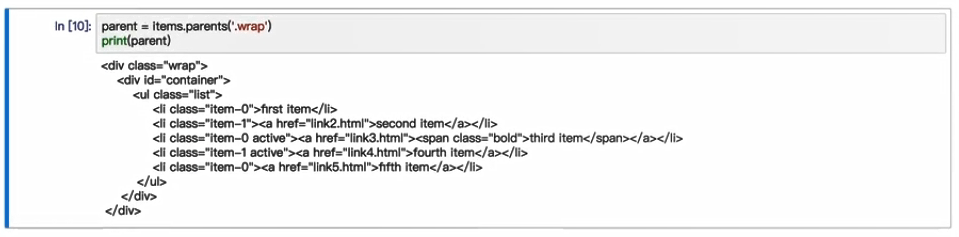 In [10]: parent = items.parents('.wrap')
print(parent)
<div class="wrap">
<div id="container">
<ul class="list">
<li class="item-0">first item</li>
<li class="item-1"><a href="link2.html">second item</a></li>
<li class="item-0 active"><a href="link3.html"><span class="bold">third item</span></a></li>
<li class="item-1 active"><a href="link4.html">fourth item</a></li>
<li class="item-0"><a href="link5.html">fifth item</a></li>
</ul>
</div>
</div>